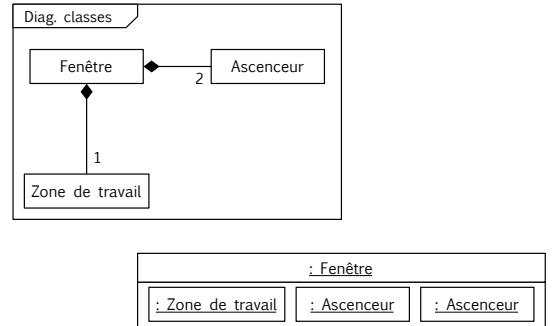 Diag. classes
Fenêtre
Ascenceur
2
1
Zone de travail
: Fenêtre
: Zone de travail
: Ascenceur
: Ascenceur